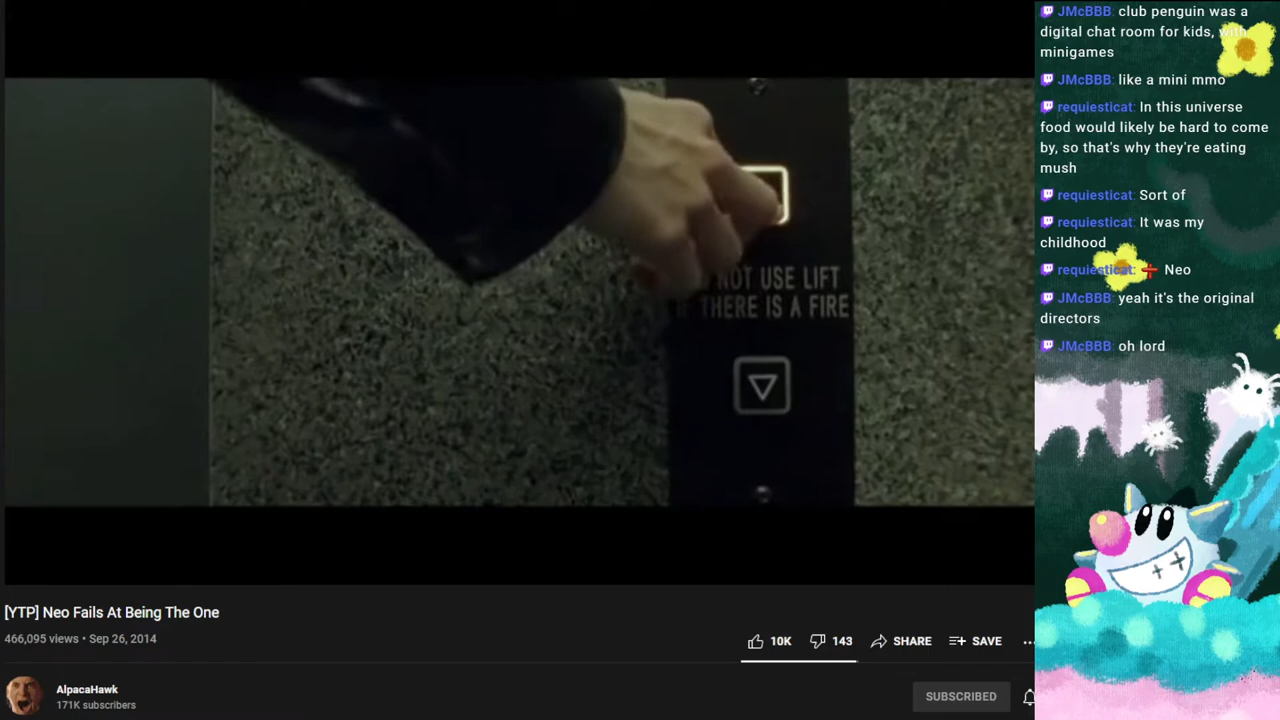 NOT USE LIFT
THERE IS A FIRE
[YTP] Neo Fails At Being The One
466,095 views • Sep 26, 2014
10K
143
SHARE
SAVE
AlpacaHawk
171K subscribers
SUBSCRIBED
JMcBBB: club penguin was a
digital chat room for kids, with
minigames
JMcBBB: like a mini mmo
requiesticat: In this universe
food would likely be hard to come
by, so that's why they're eating
mush
requiesticat: Sort of
requiesticat: It was my
childhood
requiesticat: Neo
JMcBBB: yeah it's the original
directors
JMcBBB: oh lord